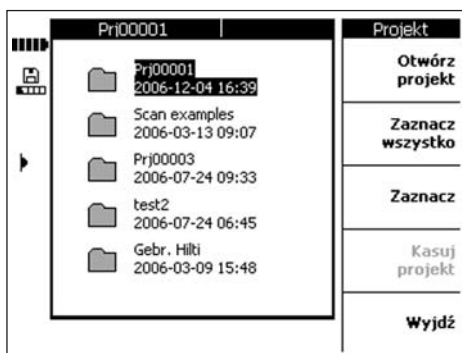 Prj00001
Prj00001
2006-12-04 16:39
Scan examples
2006-03-13 09:07
Prj00003
2006-07-24 09:33
test2
2006-07-24 06:45
Gebr. Hilti
2006-03-09 15:48
Projekt
Otwórz
projekt
Zaznacz
wszystko
Zaznacz
Kasuj
projekt
Wyjdź